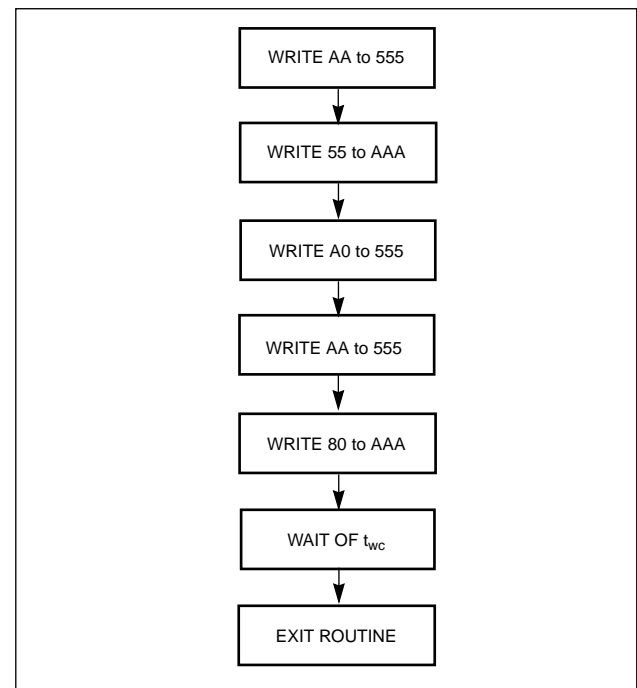 WRITE AA to 555
WRITE 55 to AAA
WRITE A0 to 555
WRITE AA to 555
WRITE 80 to AAA
WAIT OF twc
EXIT ROUTINE